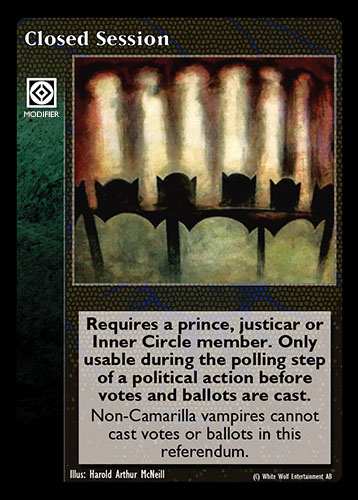 Closed Session
MODIFIER
Requires a prince, justicar or
Inner Circle member. Only
usable during the polling step
of a political action before
votes and ballots are cast.
Non-Camarilla vampires cannot
cast votes or ballots in this
referendum.
Illus: Harold Arthur McNeill
(C) White Wolf Entertainment AB